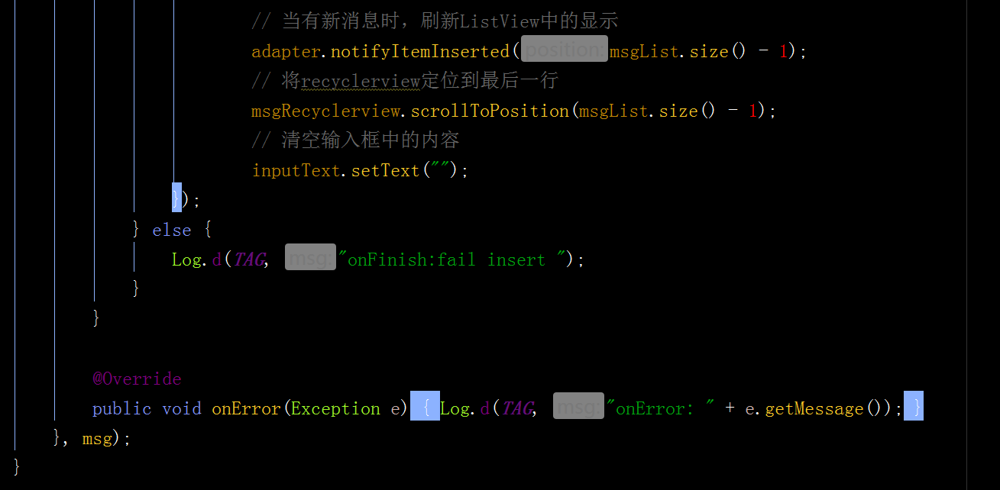 // 当有新消息时，刷新ListView中的显示
adapter.notifyItemInserted( position: msgList.size() - 1);
// 将recyclerview定位到最后一行
msgRecyclerview.scrollToPosition(msgList.size() - 1);
// 清空输入框中的内容
inputText.setText("");
});
} else {
Log.d(TAG, msg: "onFinish:fail insert ");
}
}
@Override
public void onError(Exception e) { Log.d(TAG, msg: "onError: " + e.getMessage()); }
}, msg);
}